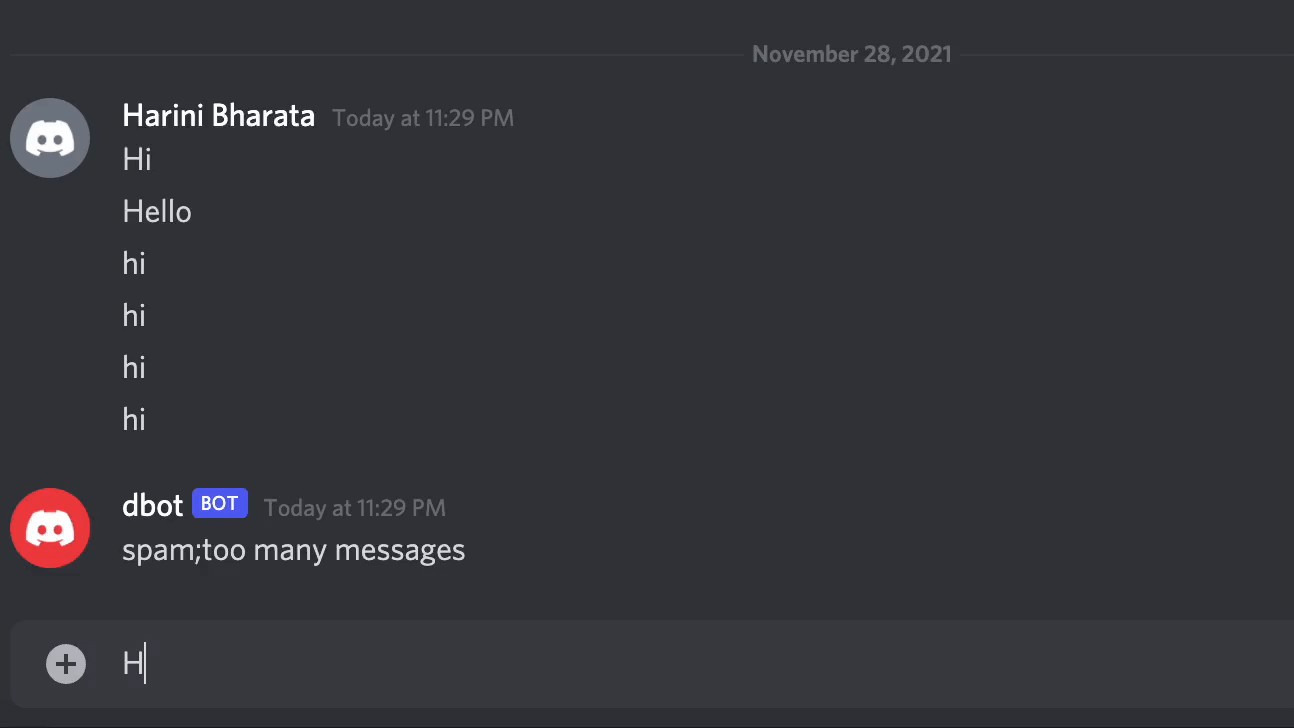 November 28, 2021
Harini Bharata Today at 11:29 PM
Hi
Hello
hi
hi
hi
hi
dbot BOT Today at 11:29 PM
spam;too many messages
H